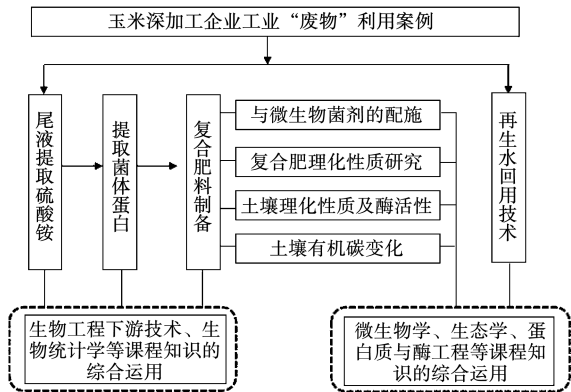 玉米深加工企业工业“废物”利用案例
尾液提取硫酸铵
提取菌体蛋白
复合肥料制备
与微生物菌剂的配施
复合肥理化性质研究
土壤理化性质及酶活性
土壤有机碳变化
再生水回用技术
生物工程下游技术、生
物统计学等课程知识的
综合运用
微生物学、生态学、蛋
白质与酶工程等课程知
识的综合运用